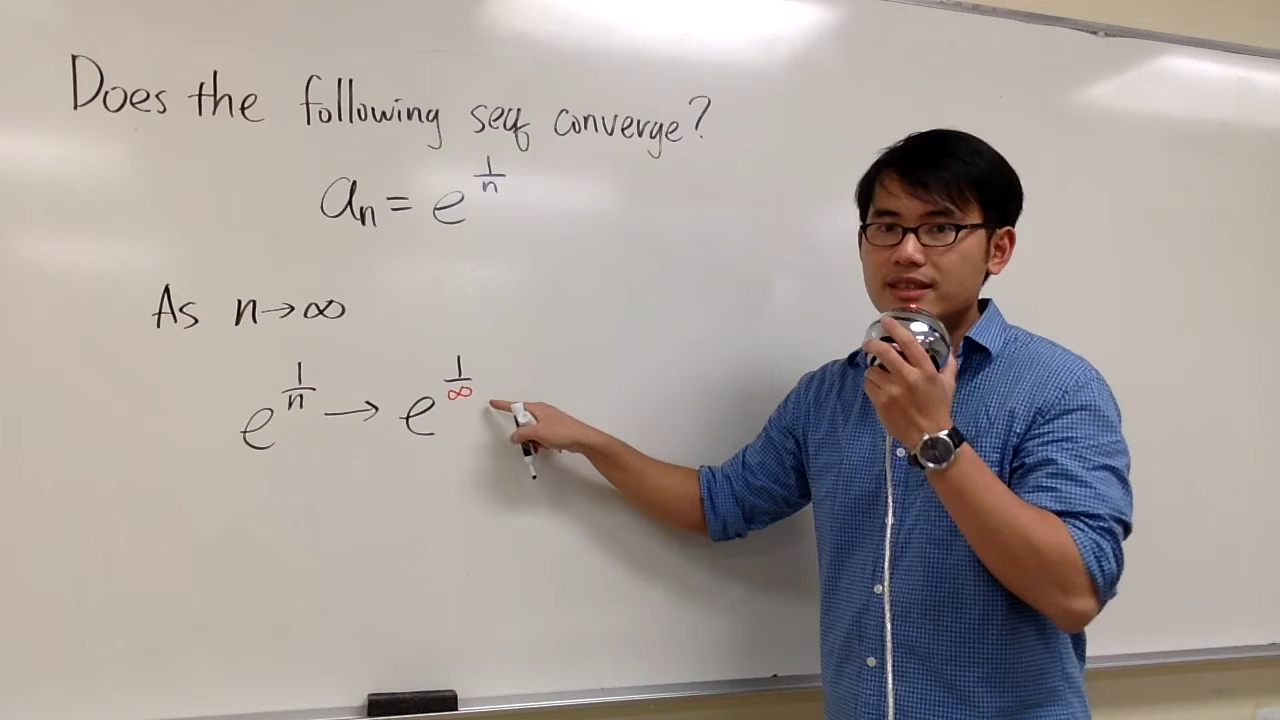 Does the following seq converge?
aₙ = e^(1/n)
As n→∞
e^(1/n) → e^(1/∞)